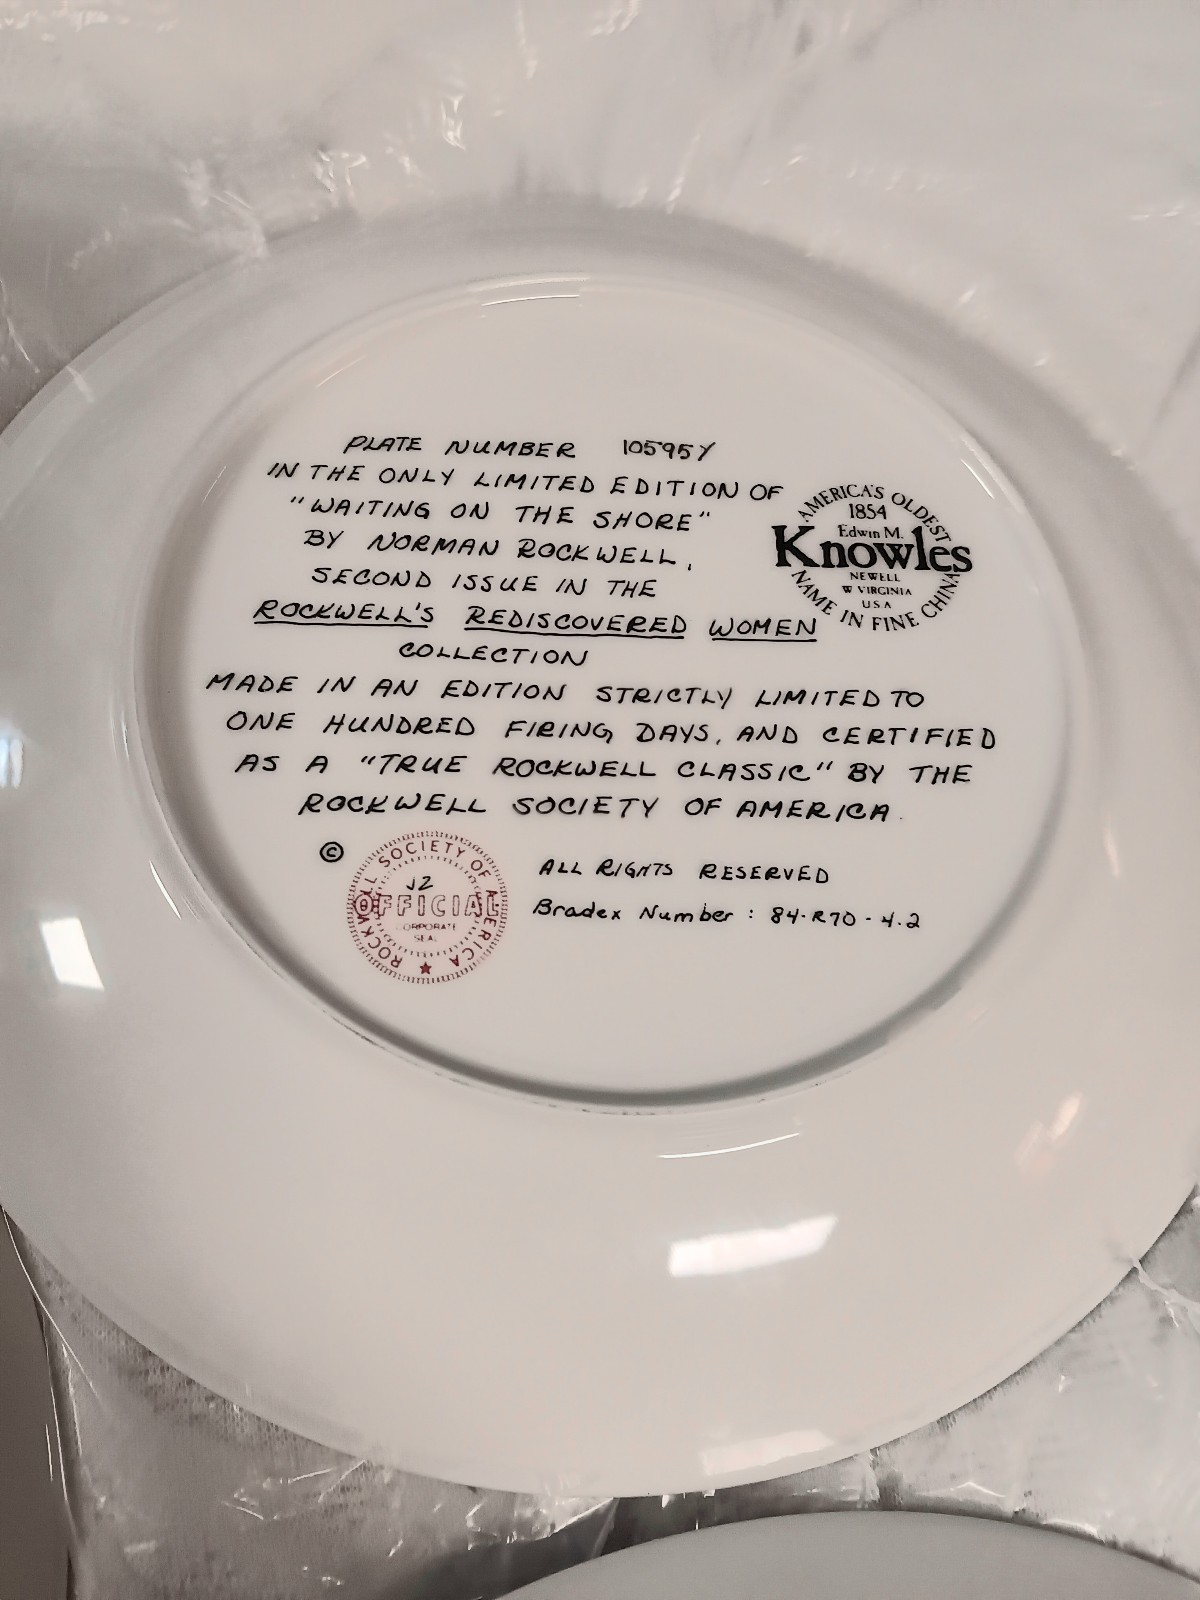 PLATE NUMBER 10595Y
IN THE ONLY LIMITED EDITION OF
"WAITING ON THE SHORE"
BY NORMAN ROCKWELL,
SECOND ISSUE IN THE
ROCKWELL'S REDISCOVERED WOMEN
COLLECTION
MADE IN AN EDITION STRICTLY LIMITED TO
ONE HUNDRED FIRING DAYS, AND CERTIFIED
AS A "TRUE ROCKWELL CLASSIC" BY THE
ROCKWELL SOCIETY OF AMERICA.
AMERICA'S OLDEST
1854
Edwin M.
Knowles
NEWELL
W VIRGINIA
USA
NAME IN FINE CHINA
©
ROCKWELL SOCIETY OF AMERICA
J2
OFFICIAL
CORPORATE
SEAL
ALL RIGHTS RESERVED
Bradex Number : 84-R70-4.2